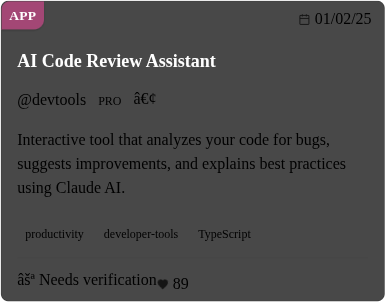 APP
01/02/25
AI Code Review Assistant
@devtools PRO â€¢
Interactive tool that analyzes your code for bugs,
suggests improvements, and explains best practices
using Claude AI.
productivity developer-tools TypeScript
âšª Needs verification 89